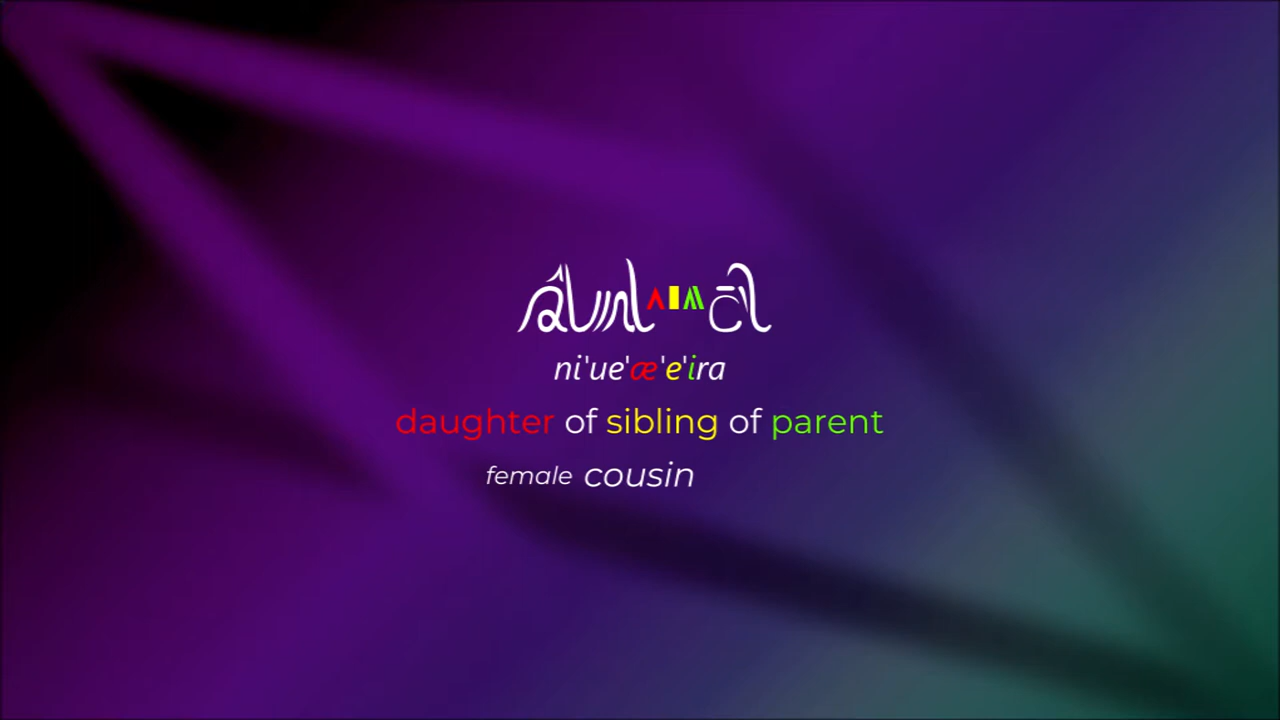 ni'ue'æ'e'ira
daughter of sibling of parent
female cousin